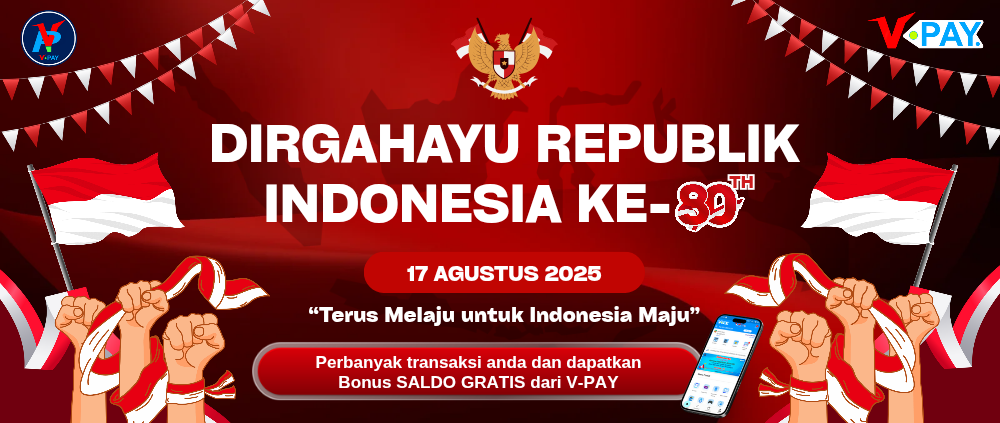 V-PAY
V-PAY.
DIRGAHAYU REPUBLIK
INDONESIA KE-80TH
17 AGUSTUS 2025
“Terus Melaju untuk Indonesia Maju”
Perbanyak transaksi anda dan dapatkan
Bonus SALDO GRATIS dari V-PAY